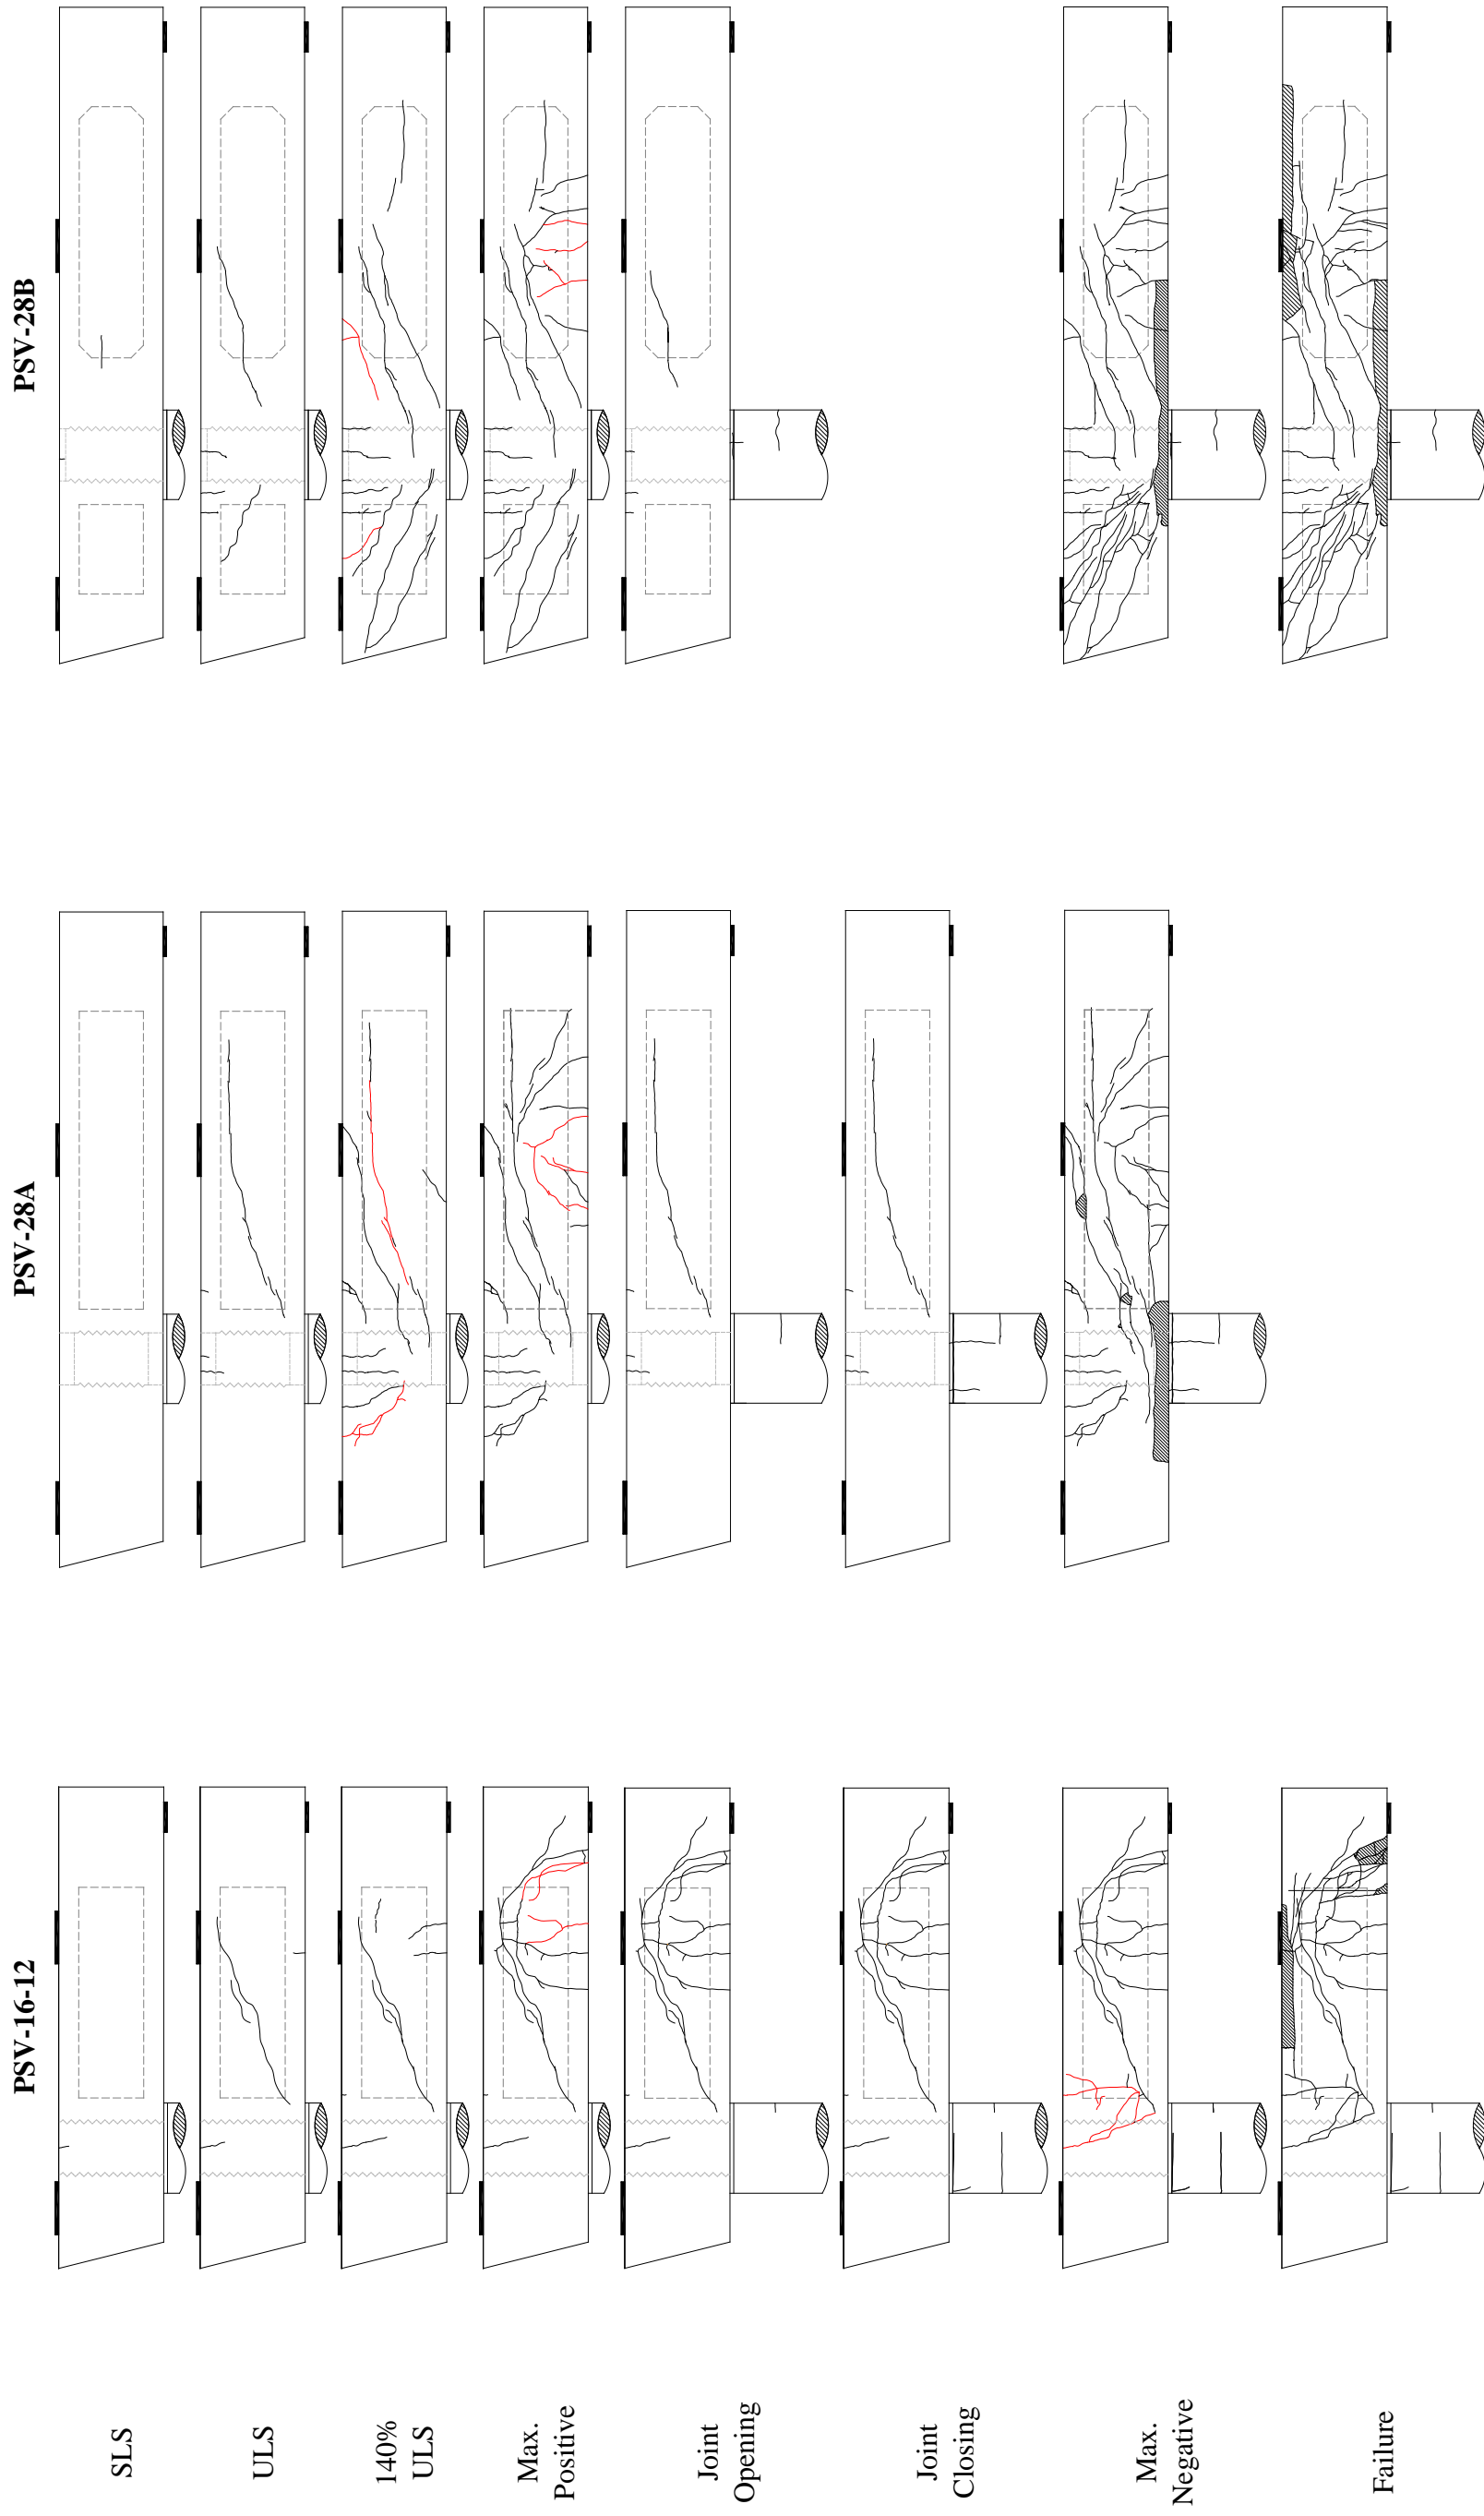 PSV-16-12
PSV-28A
PSV-28B
SLS
ULS
140%
ULS
Max.
Positive
Joint
Opening
Joint
Closing
Max.
Negative
Failure